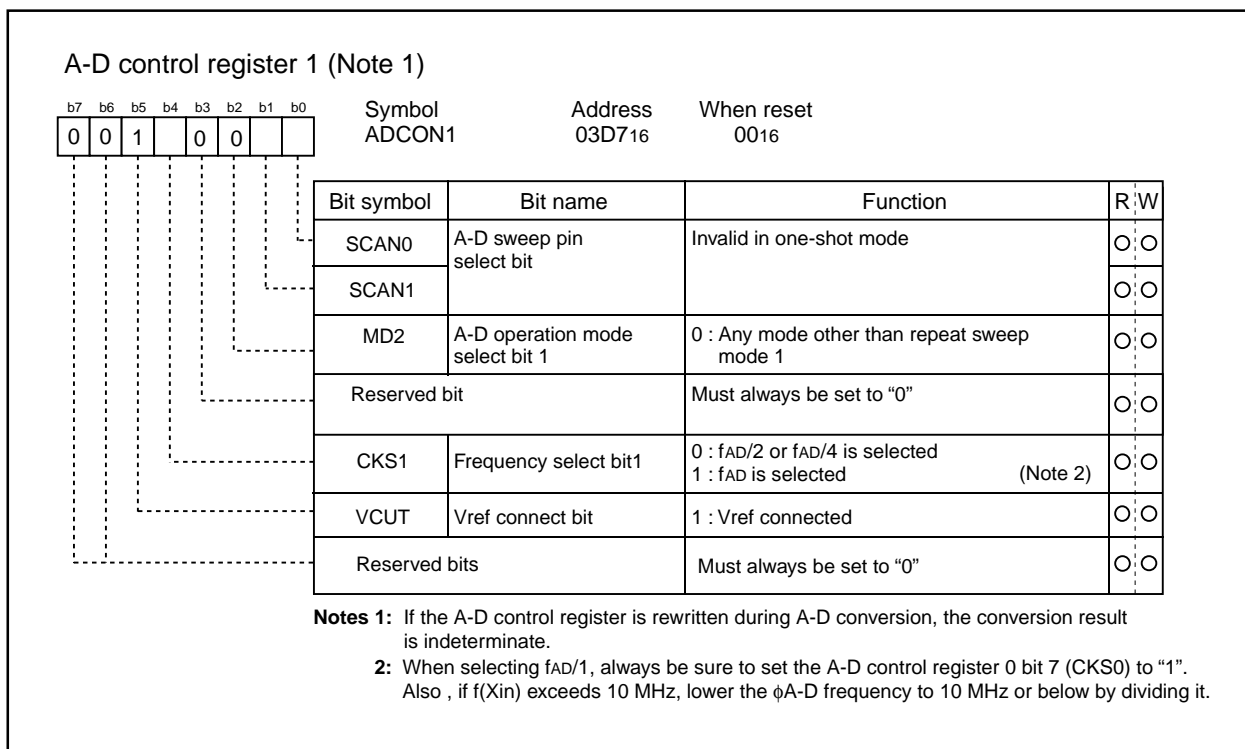 A-D control register 1 (Note 1)
b7 b6 b5 b4 b3 b2 b1 b0
Symbol Address When reset
ADCON1 03D716 0016
0 0 1 0 0
Bit symbol Bit name Function R W
SCAN0 A-D sweep pin select bit Invalid in one-shot mode
SCAN1
MD2 A-D operation mode select bit 1 0 : Any mode other than repeat sweep mode 1
Reserved bit Must always be set to “0”
CKS1 Frequency select bit1 0 : fAD/2 or fAD/4 is selected
1 : fAD is selected (Note 2)
VCUT Vref connect bit 1 : Vref connected
Reserved bits Must always be set to “0”
Notes 1: If the A-D control register is rewritten during A-D conversion, the conversion result
is indeterminate.
2: When selecting fAD/1, always be sure to set the A-D control register 0 bit 7 (CKS0) to “1”.
Also , if f(Xin) exceeds 10 MHz, lower the ϕA-D frequency to 10 MHz or below by dividing it.